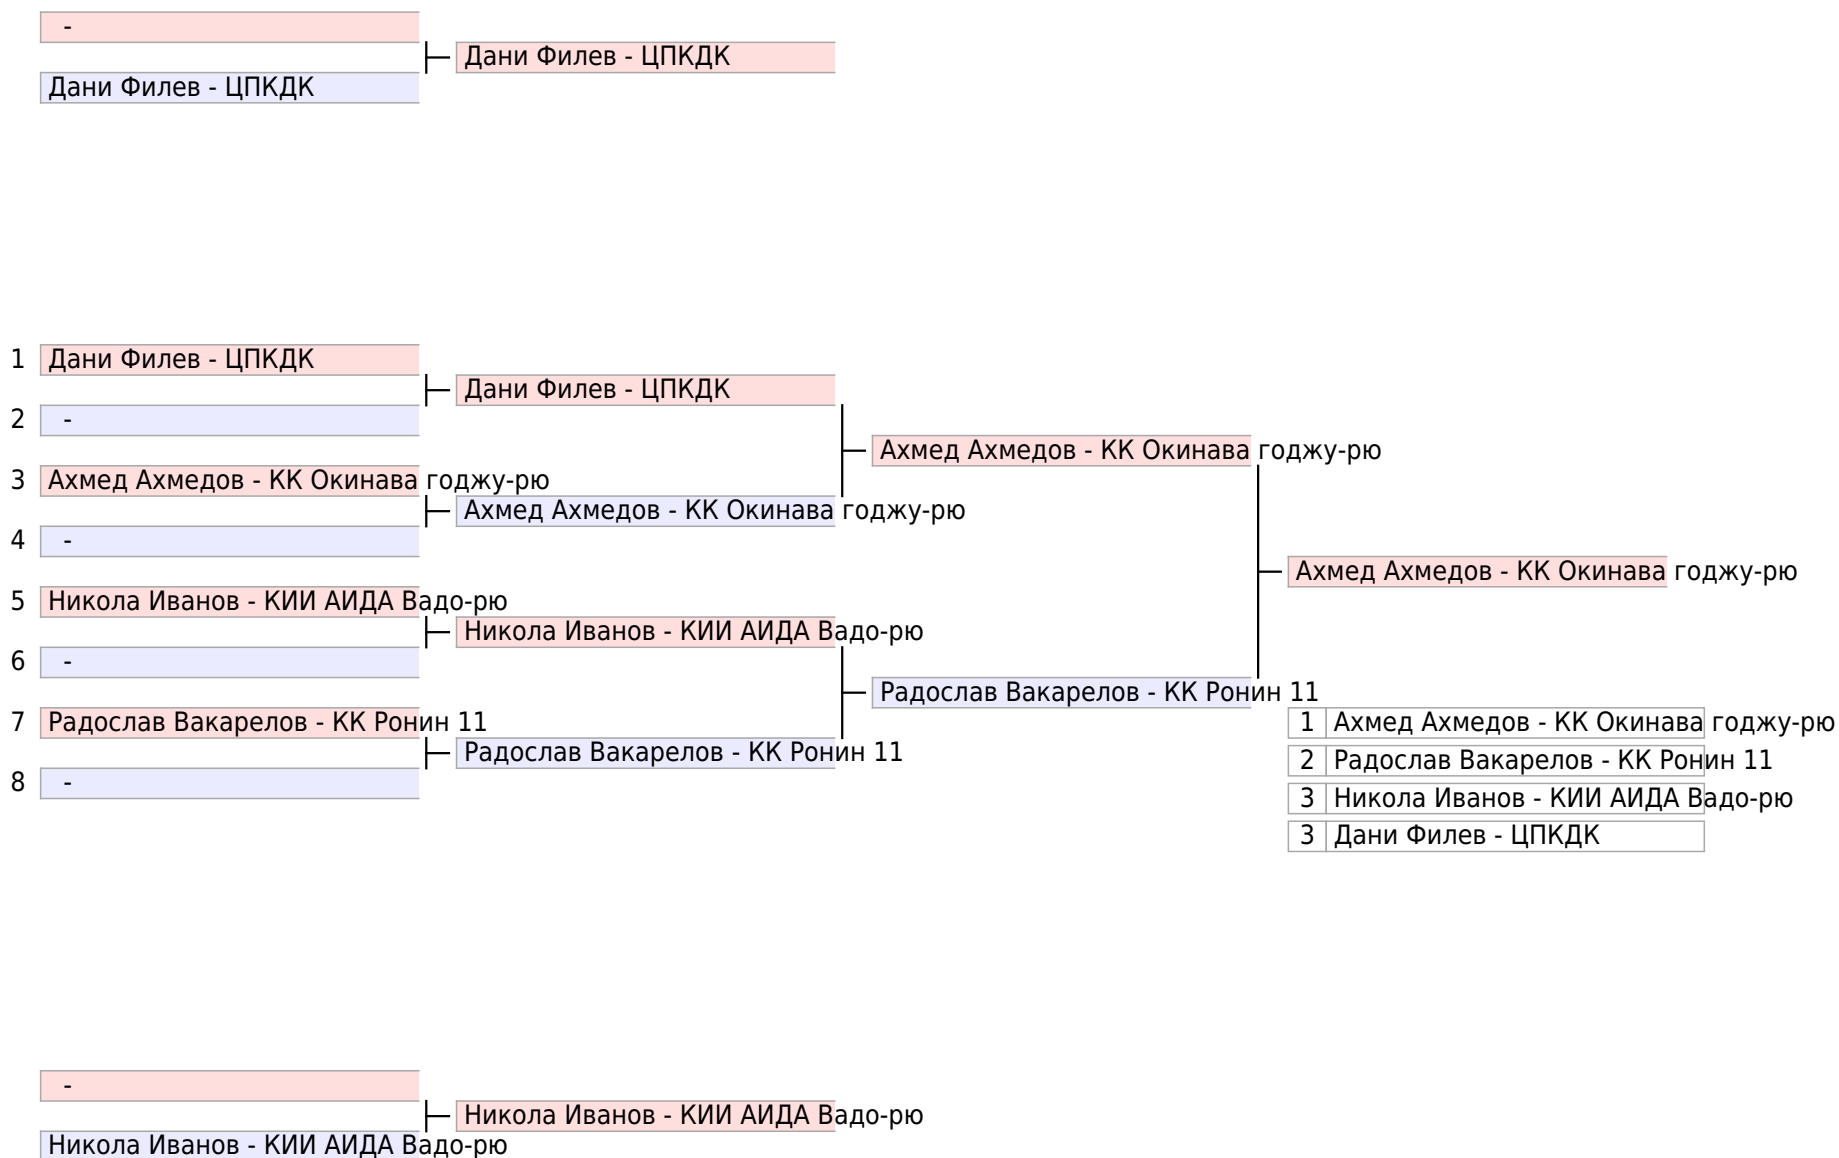 -
Дани Филев - ЦПКДК
Дани Филев - ЦПКДК
1 Дани Филев - ЦПКДК
Дани Филев - ЦПКДК
2 -
Ахмед Ахмедов - КК Окинава годжу-рю
3 Ахмед Ахмедов - КК Окинава годжу-рю
Ахмед Ахмедов - КК Окинава годжу-рю
4 -
Ахмед Ахмедов - КК Окинава годжу-рю
5 Никола Иванов - КИИ АИДА Вадо-рю
Никола Иванов - КИИ АИДА Вадо-рю
6 -
Радослав Вакарелов - КК Ронин 11
7 Радослав Вакарелов - КК Ронин 11
Радослав Вакарелов - КК Ронин 11
8 -
1 Ахмед Ахмедов - КК Окинава годжу-рю
2 Радослав Вакарелов - КК Ронин 11
3 Никола Иванов - КИИ АИДА Вадо-рю
3 Дани Филев - ЦПКДК
-
Никола Иванов - КИИ АИДА Вадо-рю
Никола Иванов - КИИ АИДА Вадо-рю